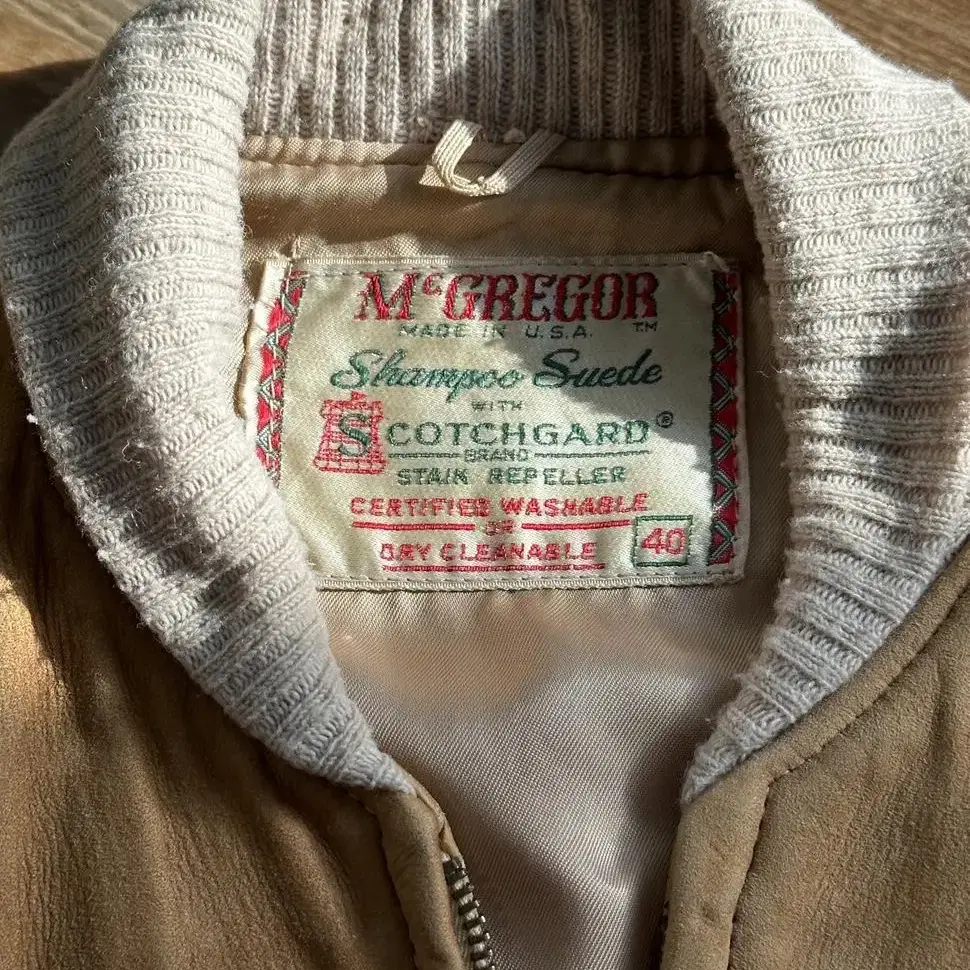 McGREGOR
MADE IN U.S.A. TM
Shampoo Suede
WITH
SCOTCHGARD®
BRAND
STAIN REPELLER
CERTIFIED WASHABLE
OR
DRY CLEANABLE
40